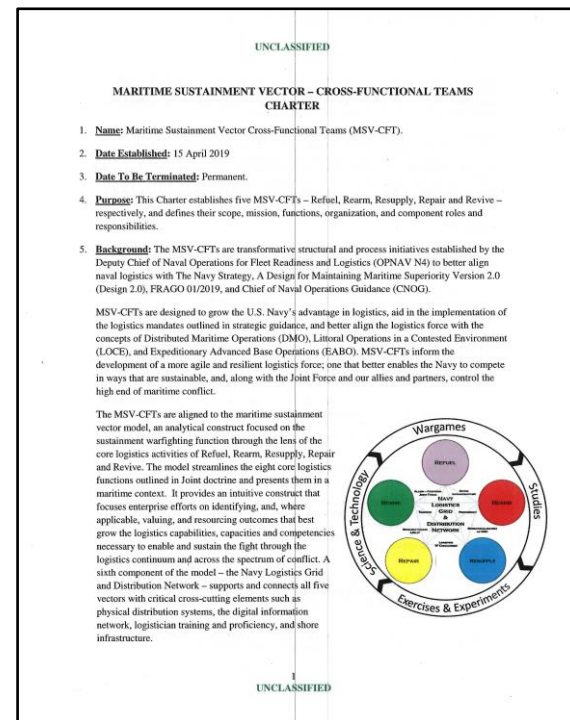 UNCLASSIFIED
MARITIME SUSTAINMENT VECTOR – CROSS-FUNCTIONAL TEAMS
CHARTER
1. Name: Maritime Sustainment Vector Cross-Functional Teams (MSV-CFT).
2. Date Established: 15 April 2019
3. Date To Be Terminated: Permanent.
4. Purpose: This Charter establishes five MSV-CFTs – Refuel, Rearm, Resupply, Repair and Revive –
respectively, and defines their scope, mission, functions, organization, and component roles and
responsibilities.
5. Background: The MSV-CFTs are transformative structural and process initiatives established by the
Deputy Chief of Naval Operations for Fleet Readiness and Logistics (OPNAV N4) to better align
naval logistics with The Navy Strategy, A Design for Maintaining Maritime Superiority Version 2.0
(Design 2.0), FRAGO 01/2019, and Chief of Naval Operations Guidance (CNOG).
MSV-CFTs are designed to grow the U.S. Navy's advantage in logistics, aid in the implementation of
the logistics mandates outlined in strategic guidance, and better align the logistics force with the
concepts of Distributed Maritime Operations (DMO), Littoral Operations in a Contested Environment
(LOCE), and Expeditionary Advanced Base Operations (EABO). MSV-CFTs inform the
development of a more agile and resilient logistics force; one that better enables the Navy to compete
in ways that are sustainable, and, along with the Joint Force and our allies and partners, control the
high end of maritime conflict.
The MSV-CFTs are aligned to the maritime sustainment
vector model, an analytical construct focused on the
sustainment warfighting function through the lens of the
core logistics activities of Refuel, Rearm, Resupply, Repair
and Revive. The model streamlines the eight core logistics
functions outlined in Joint doctrine and presents them in a
maritime context. It provides an intuitive construct that
focuses enterprise efforts on identifying, and, where
applicable, valuing, and resourcing outcomes that best
grow the logistics capabilities, capacities and competencies
necessary to enable and sustain the fight through the
logistics continuum and across the spectrum of conflict. A
sixth component of the model – the Navy Logistics Grid
and Distribution Network – supports and connects all five
vectors with critical cross-cutting elements such as
physical distribution systems, the digital information
network, logistician training and proficiency, and shore
infrastructure.
Wargames
Studies
Exercises & Experiments
Science & Technology
REFUEL
REARM
RESUPPLY
REPAIR
REVIVE
NAVY
LOGISTICS
GRID
&
DISTRIBUTION
NETWORK
1
UNCLASSIFIED